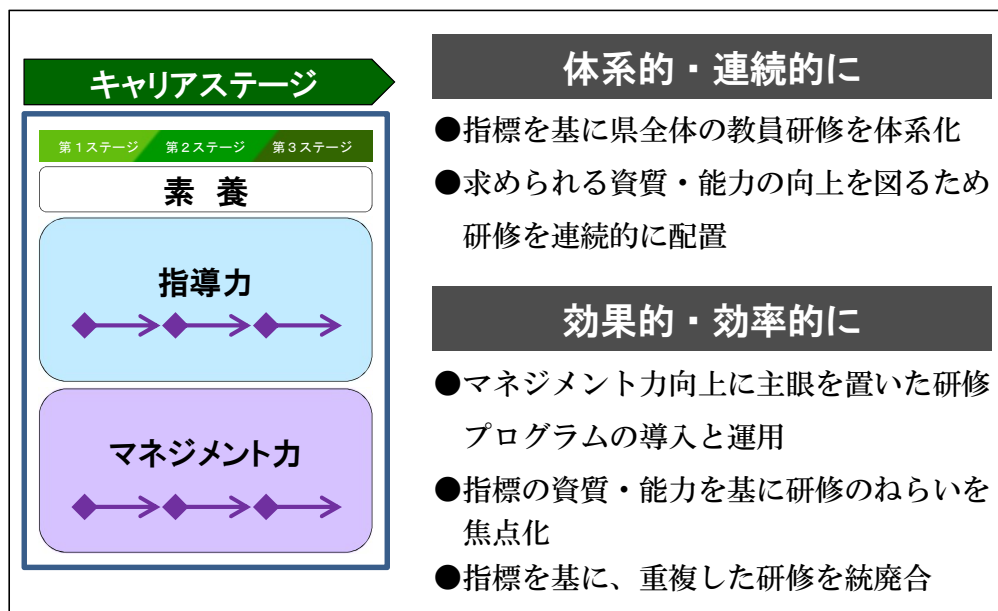 キャリアステージ
第1ステージ 第2ステージ 第3ステージ
素 養
指導力
マネジメント力
体系的・連続的に
●指標を基に県全体の教員研修を体系化
●求められる資質・能力の向上を図るため
研修を連続的に配置
効果的・効率的に
●マネジメント力向上に主眼を置いた研修
プログラムの導入と運用
●指標の資質・能力を基に研修のねらいを
焦点化
●指標を基に、重複した研修を統廃合